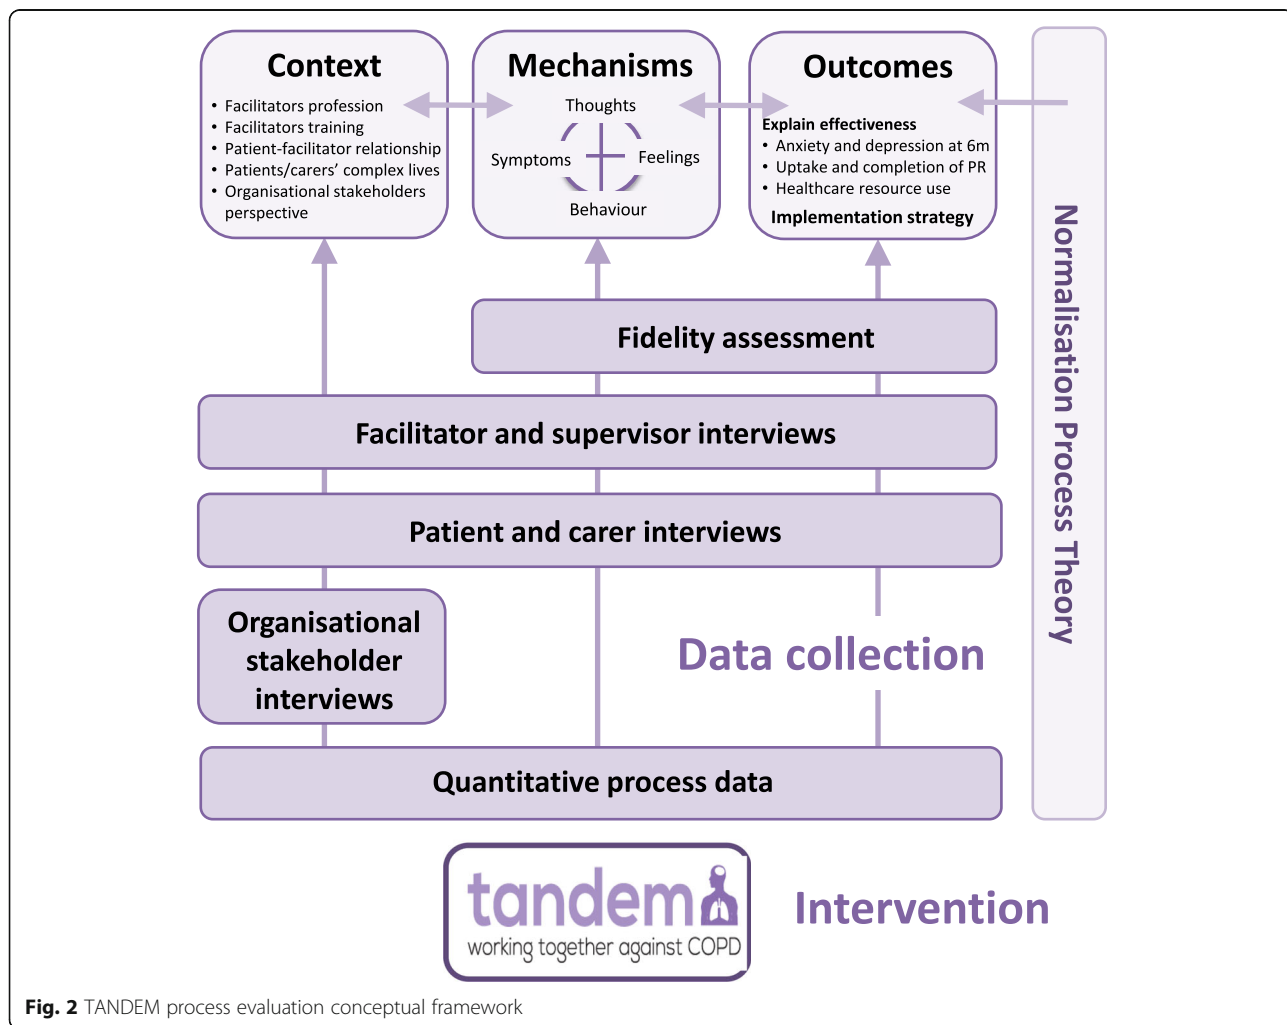 Context
• Facilitators profession
• Facilitators training
• Patient-facilitator relationship
• Patients/carers’ complex lives
• Organisational stakeholders
perspective
Mechanisms
Thoughts
Symptoms
Feelings
Behaviour
Outcomes
Explain effectiveness
• Anxiety and depression at 6m
• Uptake and completion of PR
• Healthcare resource use
Implementation strategy
Normalisation Process Theory
Fidelity assessment
Facilitator and supervisor interviews
Patient and carer interviews
Organisational
stakeholder
interviews
Data collection
Quantitative process data
tandem
working together against COPD
Intervention
Fig. 2 TANDEM process evaluation conceptual framework